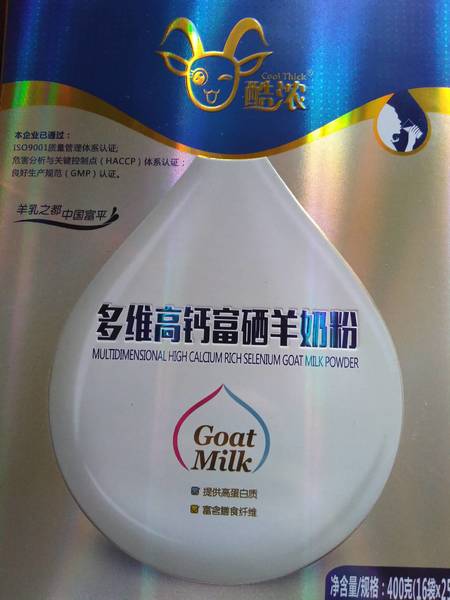 Cool Thick®
酷浓
本企业已通过：
ISO9001质量管理体系认证;
危害分析与关键控制点（HACCP）体系认证；
良好生产规范（GMP）认证。
羊乳之都 中国富平
多维高钙富硒羊奶粉
MULTIDIMENSIONAL HIGH CALCIUM RICH SELENIUM GOAT MILK POWDER
Goat
Milk
提供高蛋白质
富含膳食纤维
净含量/规格：400克(16袋x25